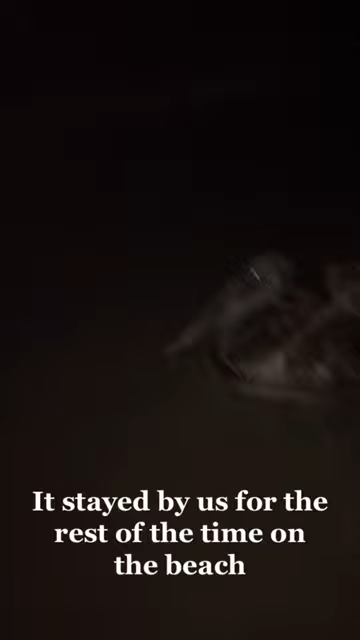 It stayed by us for the
rest of the time on
the beach